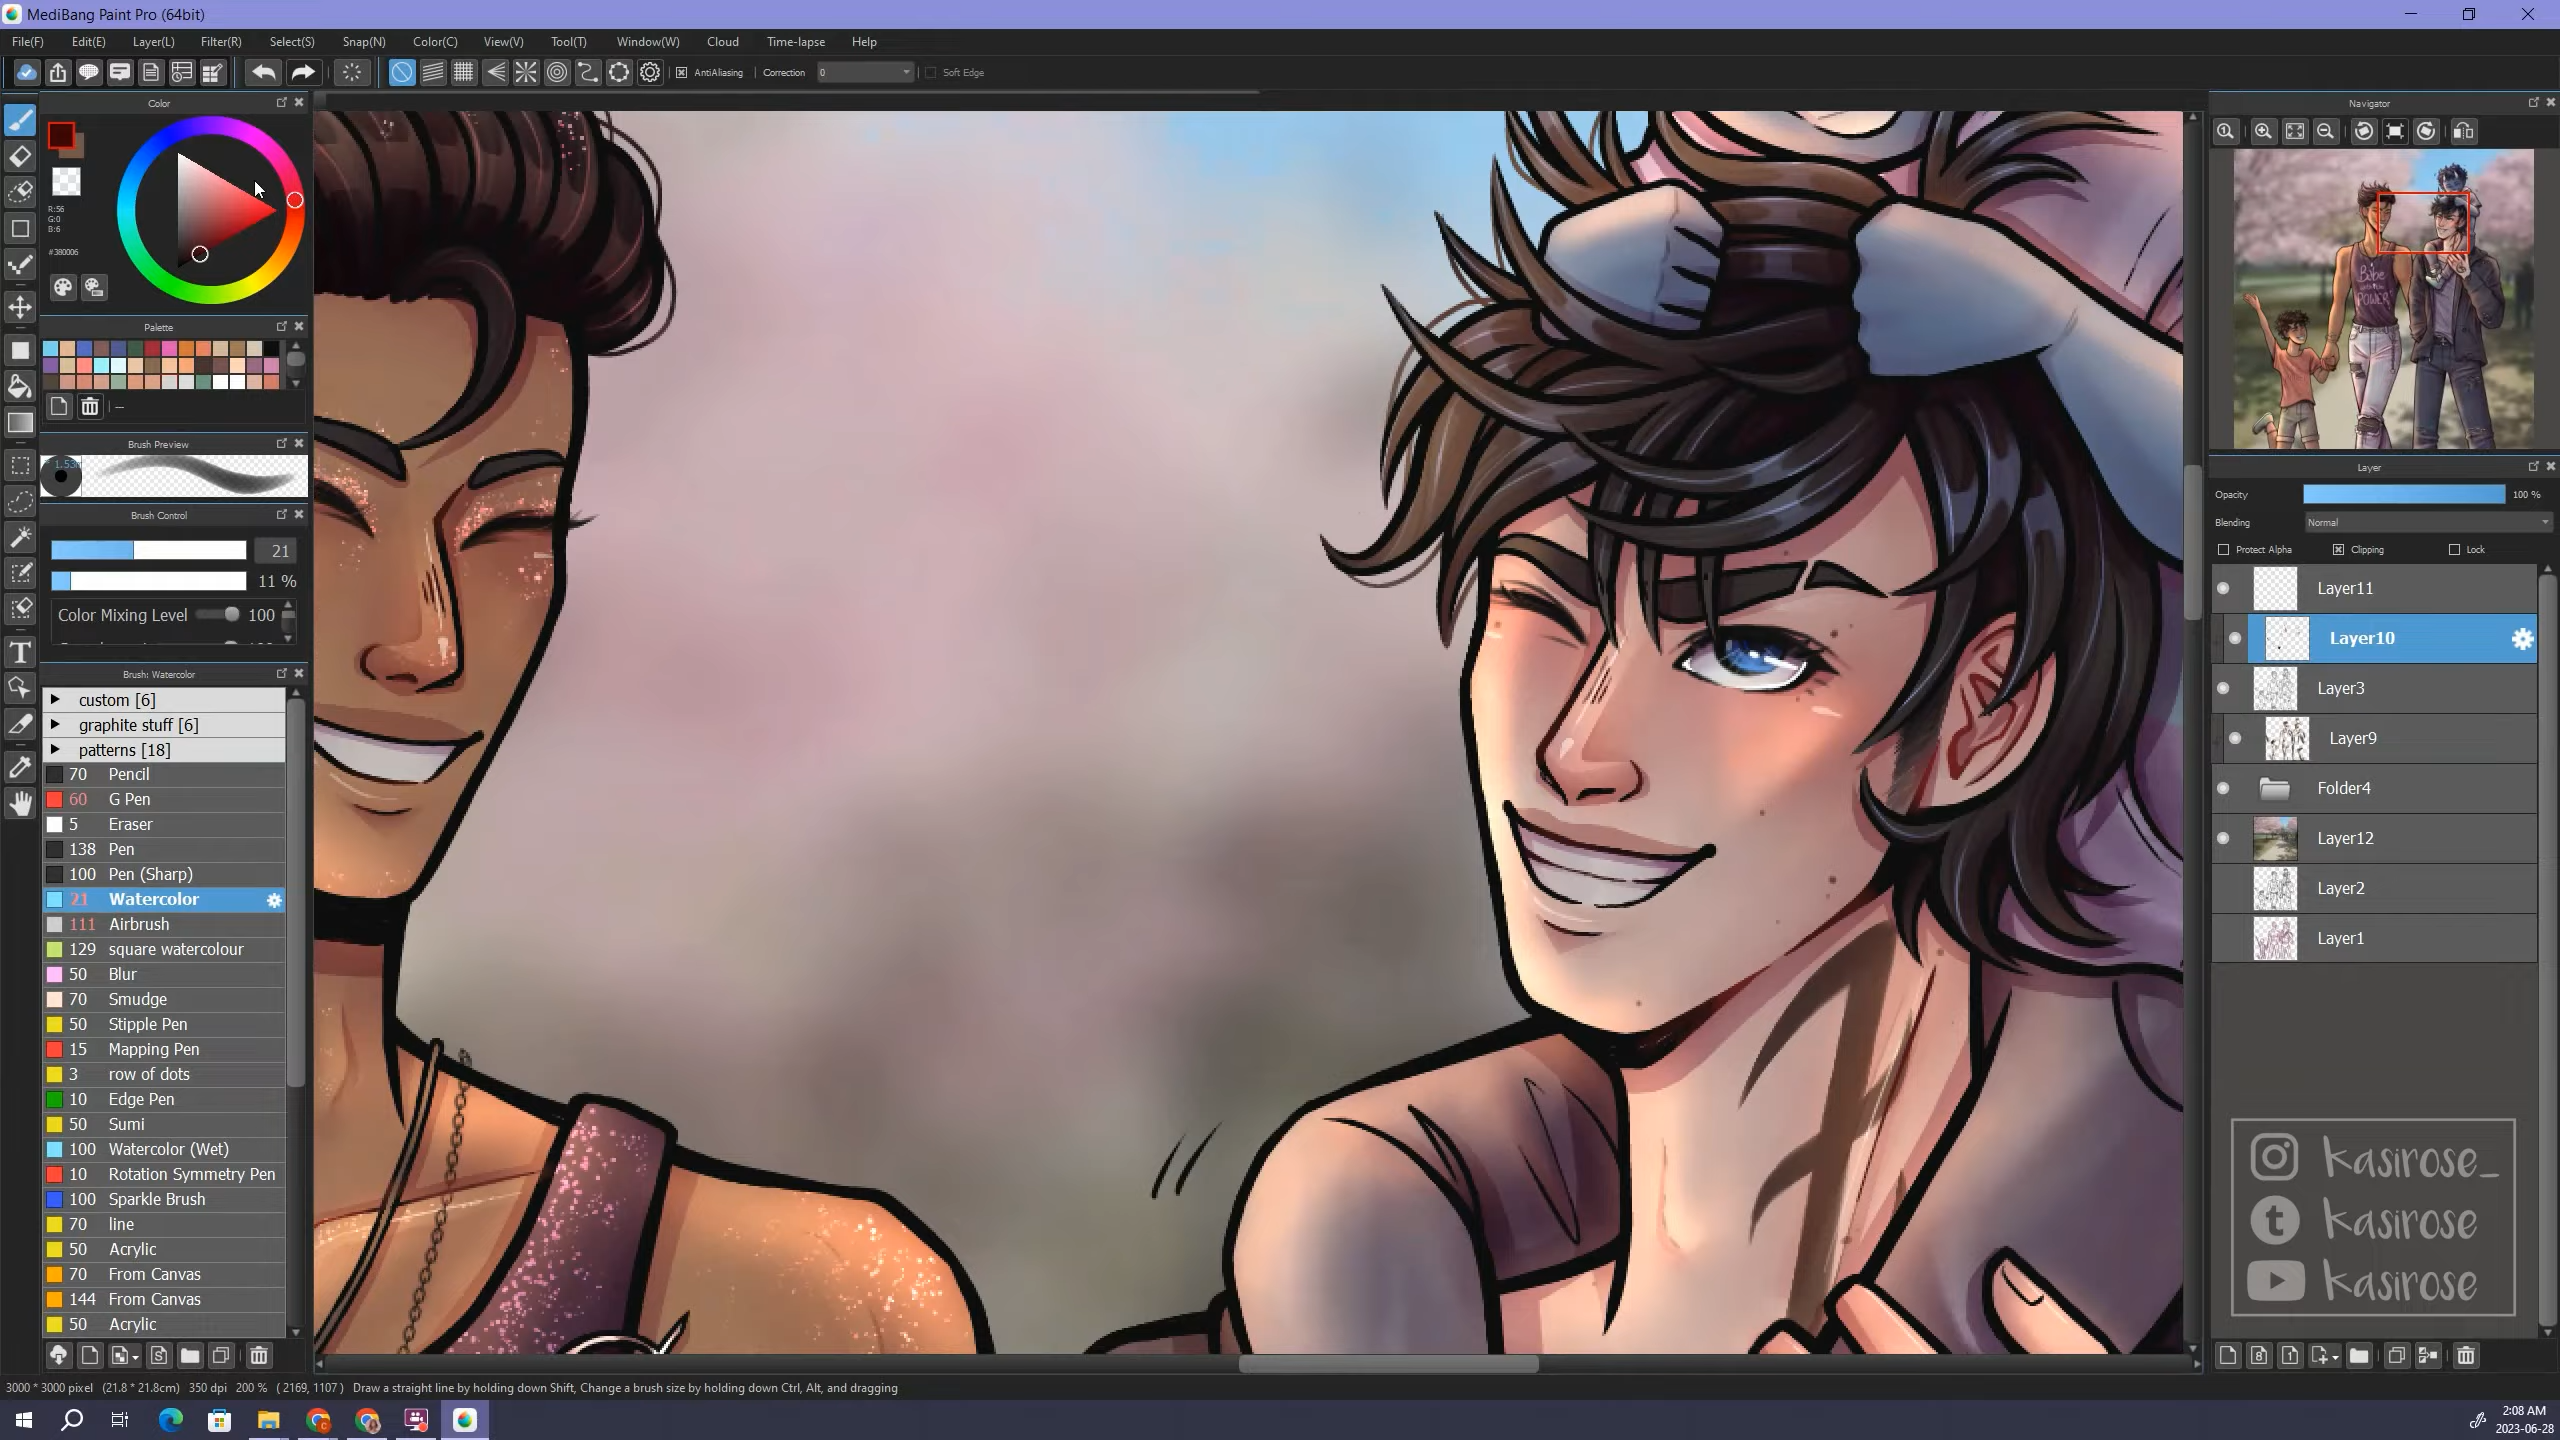 MediBang Paint Pro (64bit)
File(F) Edit(E) Layer(L) Filter(R) Select(S) Snap(N) Color(C) View(V) Tool(T) Window(W) Cloud Time-lapse Help
AntiAliasing Correction 0 Soft Edge
Color
R:56
G:0
B:6
#380006
Palette
--
Brush Preview
Brush Control
21
11 %
Color Mixing Level 100
Brush: Watercolor
custom [6]
graphite stuff [6]
patterns [18]
70 Pencil
60 G Pen
5 Eraser
138 Pen
100 Pen (Sharp)
21 Watercolor
111 Airbrush
129 square watercolour
50 Blur
70 Smudge
50 Stipple Pen
15 Mapping Pen
3 row of dots
10 Edge Pen
50 Sumi
100 Watercolor (Wet)
10 Rotation Symmetry Pen
100 Sparkle Brush
70 line
50 Acrylic
70 From Canvas
144 From Canvas
50 Acrylic
Navigator
Babe
POWER
Layer
Opacity 100 %
Blending Normal
Protect Alpha Clipping Lock
Layer11
Layer10
Layer3
Layer9
Folder4
Layer12
Layer2
Layer1
kasirose_
kasirose
kasirose
3000 * 3000 pixel (21.8 * 21.8cm) 350 dpi 200 % ( 2169, 1107 ) Draw a straight line by holding down Shift, Change a brush size by holding down Ctrl, Alt, and dragging
2:08 AM
2023-06-28